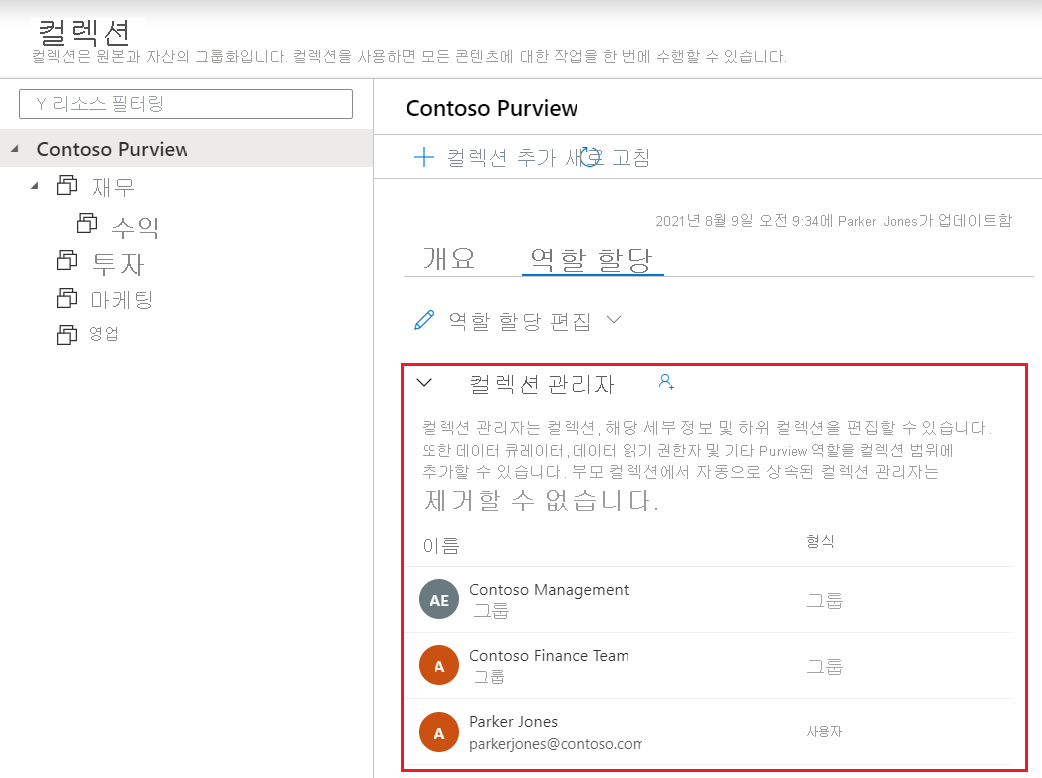 컬렉션
컬렉션은 원본과 자산의 그룹화입니다. 컬렉션을 사용하면 모든 콘텐츠에 대한 작업을 한 번에 수행할 수 있습니다.
Y 리소스 필터링
Contoso Purview
재무
수익
투자
마케팅
영업
Contoso Purview
컬렉션 추가 새로 고침
2021년 8월 9일 오전 9:34에 Parker Jones가 업데이트함
개요 역할 할당
역할 할당 편집
컬렉션 관리자
컬렉션 관리자는 컬렉션, 해당 세부 정보 및 하위 컬렉션을 편집할 수 있습니다.
또한 데이터 큐레이터, 데이터 읽기 권한자 및 기타 Purview 역할을 컬렉션 범위에
추가할 수 있습니다. 부모 컬렉션에서 자동으로 상속된 컬렉션 관리자는
제거할 수 없습니다.
이름 형식
AE Contoso Management
그룹 그룹
A Contoso Finance Team
그룹 그룹
A Parker Jones
parkerjones@contoso.com 사용자